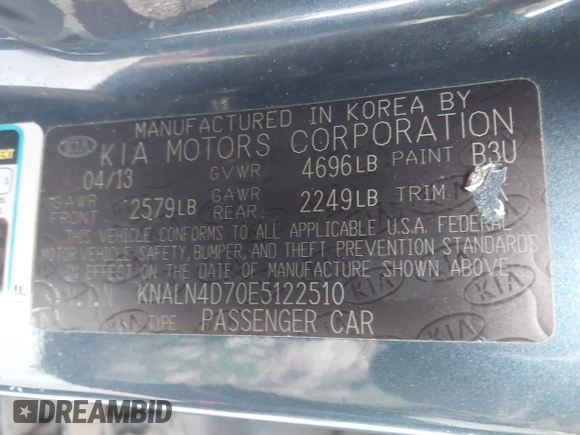 MANUFACTURED IN KOREA BY
KIA KIA MOTORS CORPORATION
04/13 GVWR 4696LB PAINT B3U
GAWR FRONT 2579LB GAWR REAR 2249LB TRIM
THIS VEHICLE CONFORMS TO ALL APPLICABLE U.S.A. FEDERAL
MOTOR VEHICLE SAFETY, BUMPER, AND THEFT PREVENTION STANDARDS
IN EFFECT ON THE DATE OF MANUFACTURE SHOWN ABOVE
KNALN4D70E5122510
TYPE : PASSENGER CAR
DREAMBID